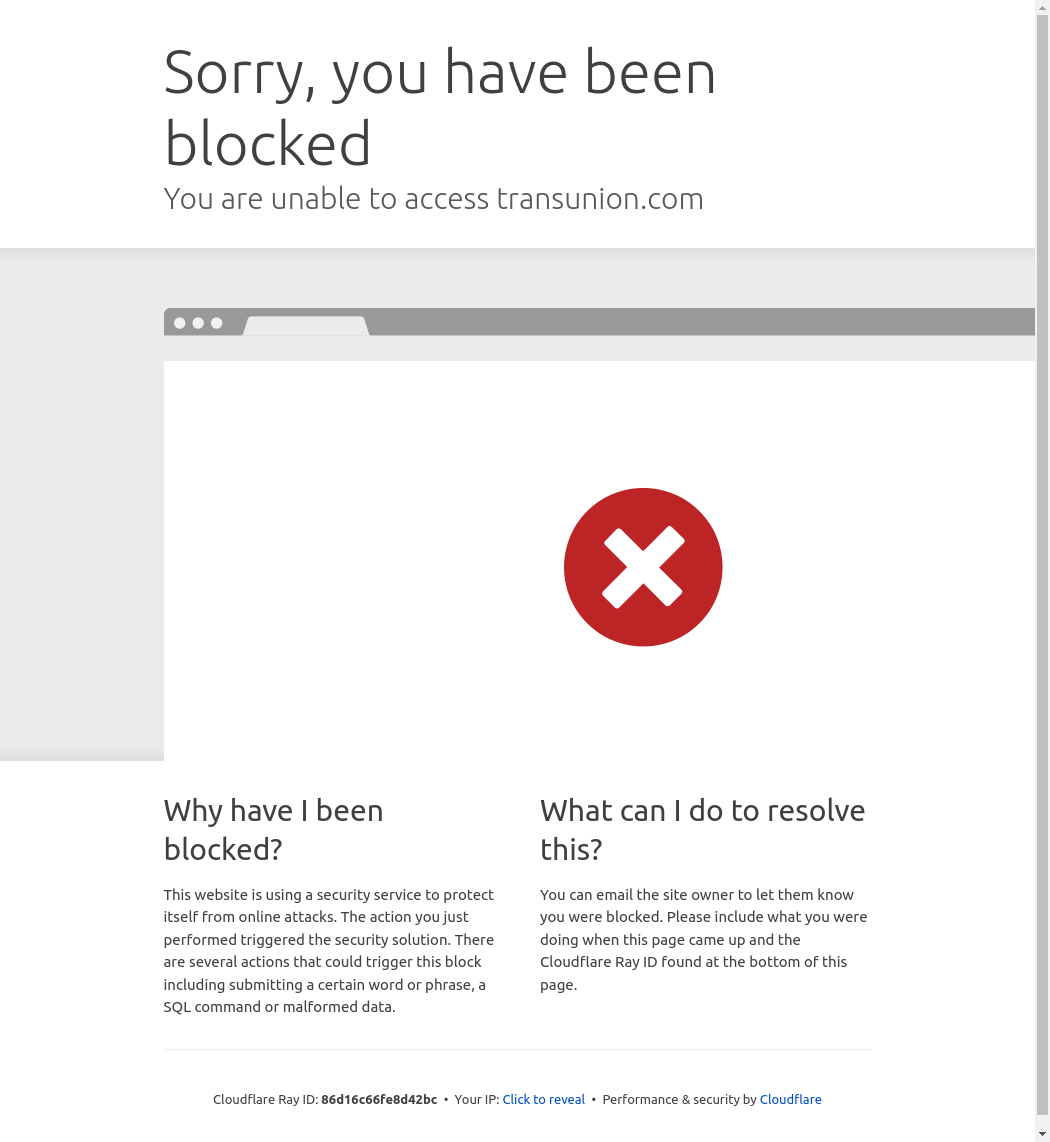 Sorry, you have been
blocked
You are unable to access transunion.com
Why have I been
blocked?
This website is using a security service to protect
itself from online attacks. The action you just
performed triggered the security solution. There
are several actions that could trigger this block
including submitting a certain word or phrase, a
SQL command or malformed data.
What can I do to resolve
this?
You can email the site owner to let them know
you were blocked. Please include what you were
doing when this page came up and the
Cloudflare Ray ID found at the bottom of this
page.
Cloudflare Ray ID: 86d16c66fe8d42bc • Your IP: Click to reveal • Performance & security by Cloudflare